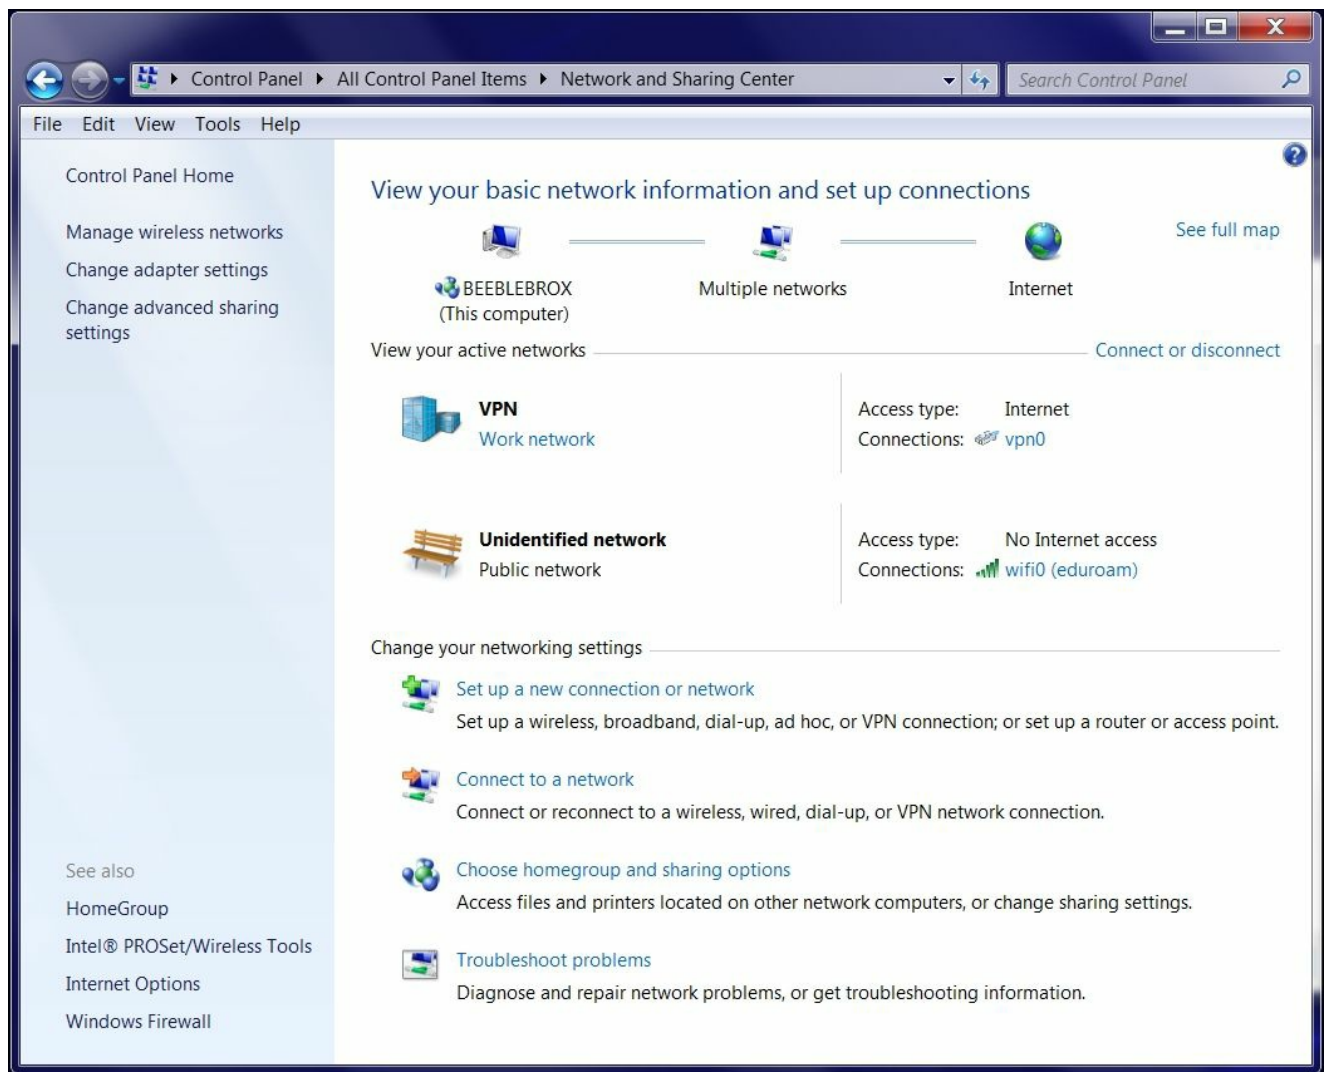 Control Panel
All Control Panel Items
Network and Sharing Center
Search Control Panel
File Edit View Tools Help
Control Panel Home
Manage wireless networks
Change adapter settings
Change advanced sharing
settings
See also
HomeGroup
Intel® PROSet/Wireless Tools
Internet Options
Windows Firewall
View your basic network information and set up connections
See full map
BEEBLEBROX
(This computer)
Multiple networks
Internet
View your active networks
Connect or disconnect
VPN
Work network
Access type: Internet
Connections: vpn0
Unidentified network
Public network
Access type: No Internet access
Connections: wifi0 (eduroam)
Change your networking settings
Set up a new connection or network
Set up a wireless, broadband, dial-up, ad hoc, or VPN connection; or set up a router or access point.
Connect to a network
Connect or reconnect to a wireless, wired, dial-up, or VPN network connection.
Choose homegroup and sharing options
Access files and printers located on other network computers, or change sharing settings.
Troubleshoot problems
Diagnose and repair network problems, or get troubleshooting information.